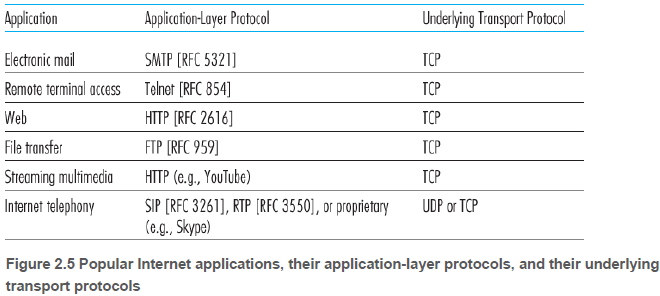 Application Application-Layer Protocol Underlying Transport Protocol
Electronic mail SMTP [RFC 5321] TCP
Remote terminal access Telnet [RFC 854] TCP
Web HTTP [RFC 2616] TCP
File transfer FTP [RFC 959] TCP
Streaming multimedia HTTP (e.g., YouTube) TCP
Internet telephony SIP [RFC 3261], RTP [RFC 3550], or proprietary UDP or TCP
(e.g., Skype)
Figure 2.5 Popular Internet applications, their application-layer protocols, and their underlying
transport protocols